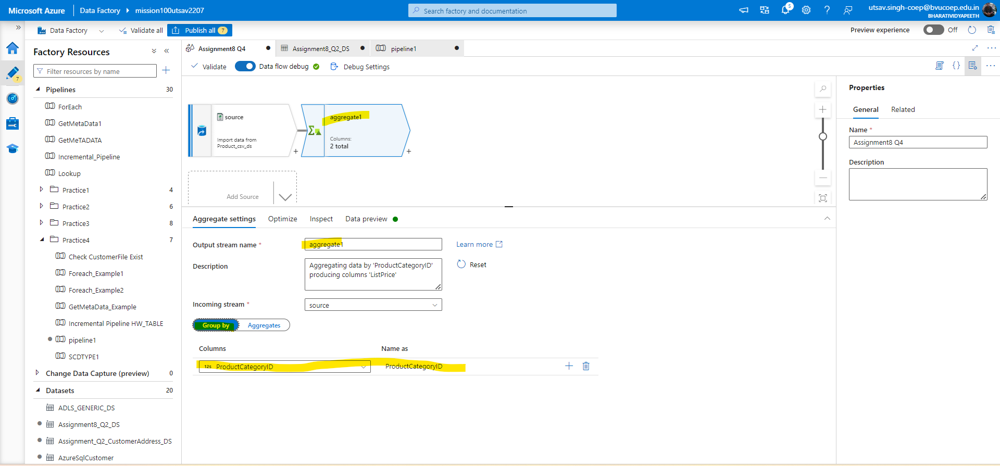 Microsoft Azure Data Factory mission100utsav2207
Search factory and documentation
5
utsav.singh-coep@bvucoep.edu.in
BHARATIVIDYAPEETH
Data Factory
Validate all
Publish all 7
Preview experience Off
7
Factory Resources
Filter resources by name
Pipelines 30
ForEach
GetMetaData1
GetMeTADATA
Incremental_Pipeline
Lookup
Practice1 4
Practice2 6
Practice3 8
Practice4 7
Check CustomerFile Exist
Foreach_Example1
Foreach_Example2
GetMetaData_Example
Incremental Pipeline HW_TABLE
pipeline1
SCDTYPE1
Change Data Capture (preview) 0
Datasets 20
ADLS_GENERIC_DS
Assignment8_Q2_DS
Assignment_Q2_CustomerAddress_DS
AzureSqlCustomer
Assignment8 Q4
Assignment8_Q2_DS
pipeline1
Validate
Data flow debug
Debug Settings
source
Import data from
Product_csv_ds
aggregate1
Columns:
2 total
Add Source
Aggregate settings
Optimize
Inspect
Data preview
Output stream name *
aggregate1
Learn more
Description
Aggregating data by 'ProductCategoryID'
producing columns 'ListPrice'
Reset
Incoming stream *
source
Group by
Aggregates
Columns
Name as
12s ProductCategoryID
ProductCategoryID
Properties
General
Related
Name *
Assignment8 Q4
Description